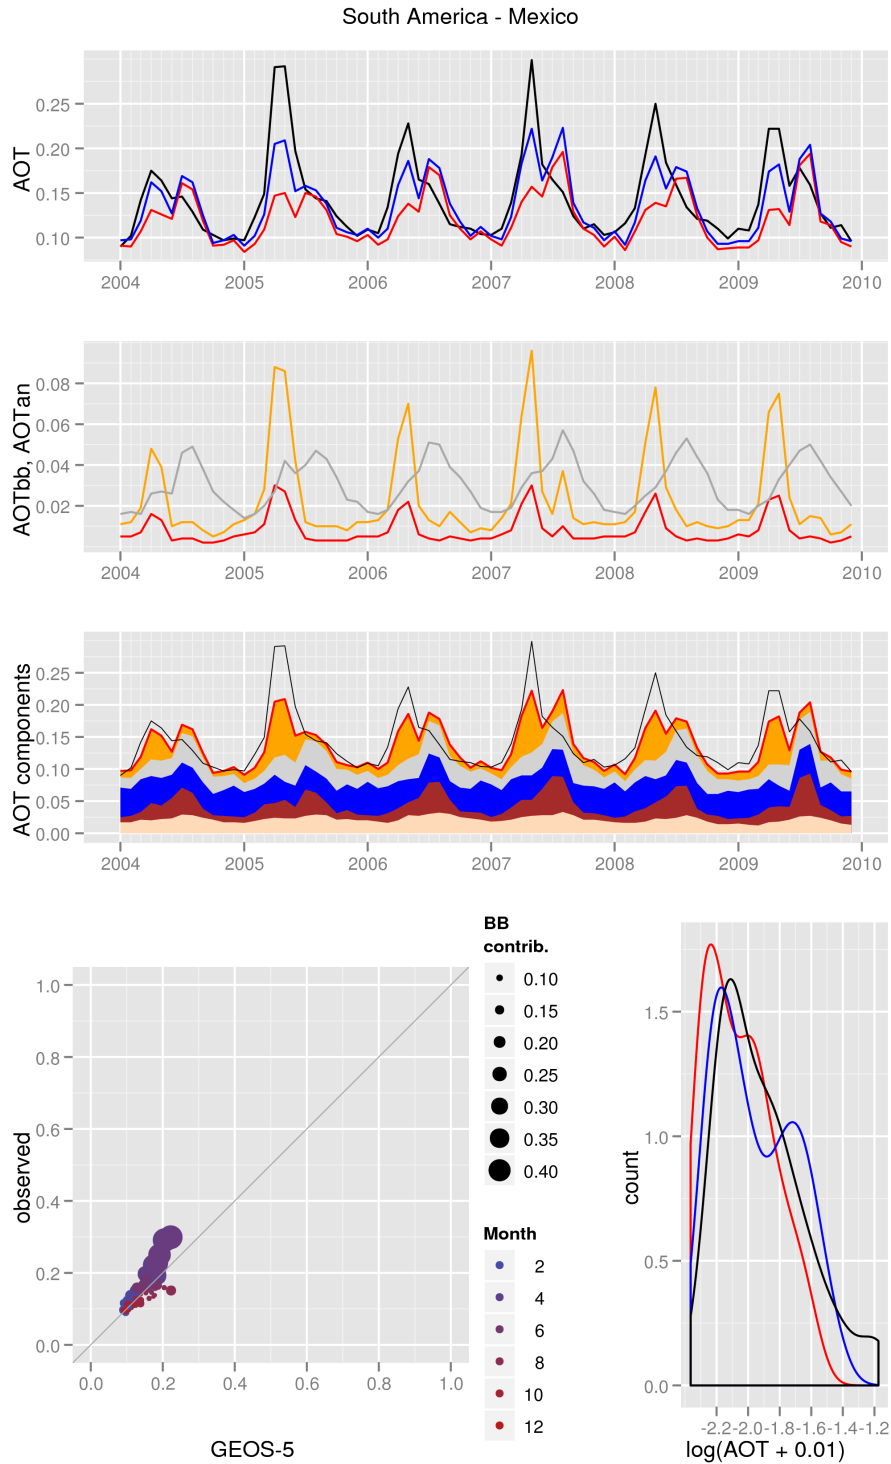 South America - Mexico
AOT
0.25
0.20
0.15
0.10
2004 2005 2006 2007 2008 2009 2010
AOTbb, AOTan
0.08
0.06
0.04
0.02
2004 2005 2006 2007 2008 2009 2010
AOT components
0.25
0.20
0.15
0.10
0.05
0.00
2004 2005 2006 2007 2008 2009 2010
observed
1.0
0.8
0.6
0.4
0.2
0.0
0.0 0.2 0.4 0.6 0.8 1.0
GEOS-5
BB
contrib.
0.10
0.15
0.20
0.25
0.30
0.35
0.40
Month
2
4
6
8
10
12
count
1.5
1.0
0.5
0.0
-2.2 -2.0 -1.8 -1.6 -1.4 -1.2
log(AOT + 0.01)